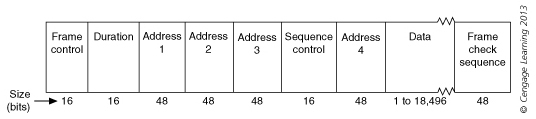 Frame control
Duration
Address 1
Address 2
Address 3
Sequence control
Address 4
Data
Frame check sequence
Size (bits)
16
16
48
48
48
16
48
1 to 18,496
48
© Cengage Learning 2013